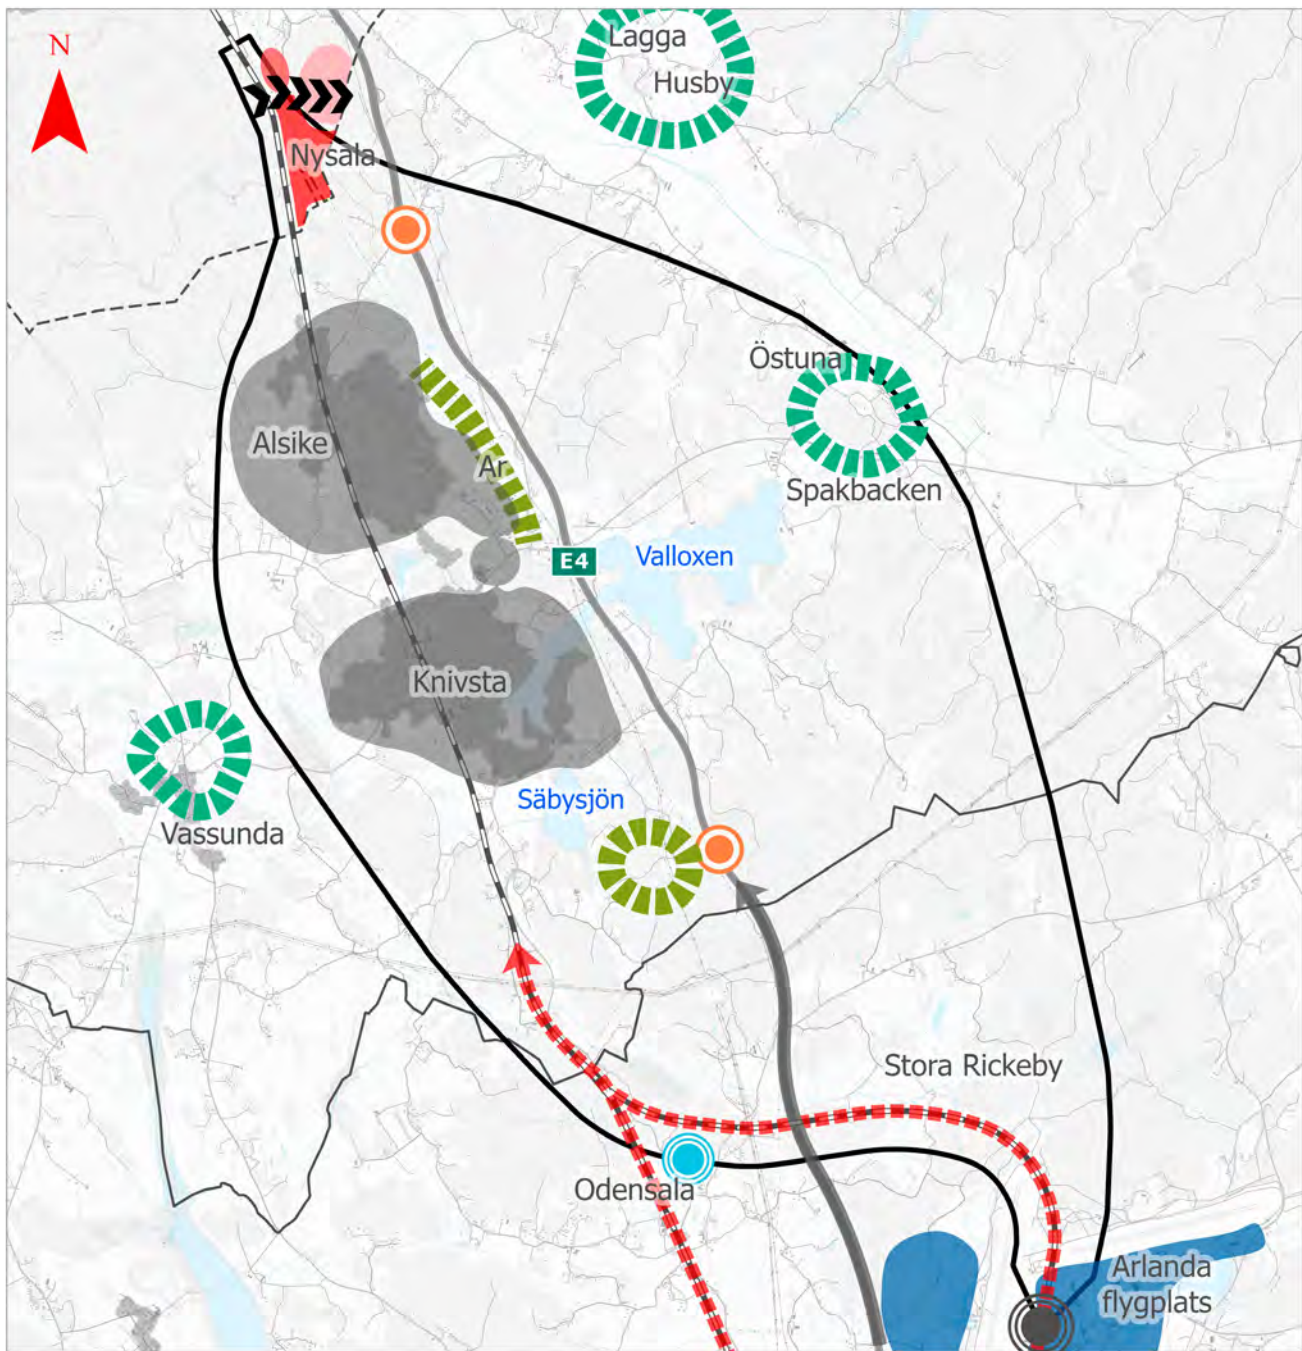 N
Lagga
Husby
Nysala
Östuna
Alsike
Ar
Spakbacken
E4
Valloxen
Knivsta
Säbysjön
Vassunda
Stora Rickeby
Odensala
Arlanda
flygplats